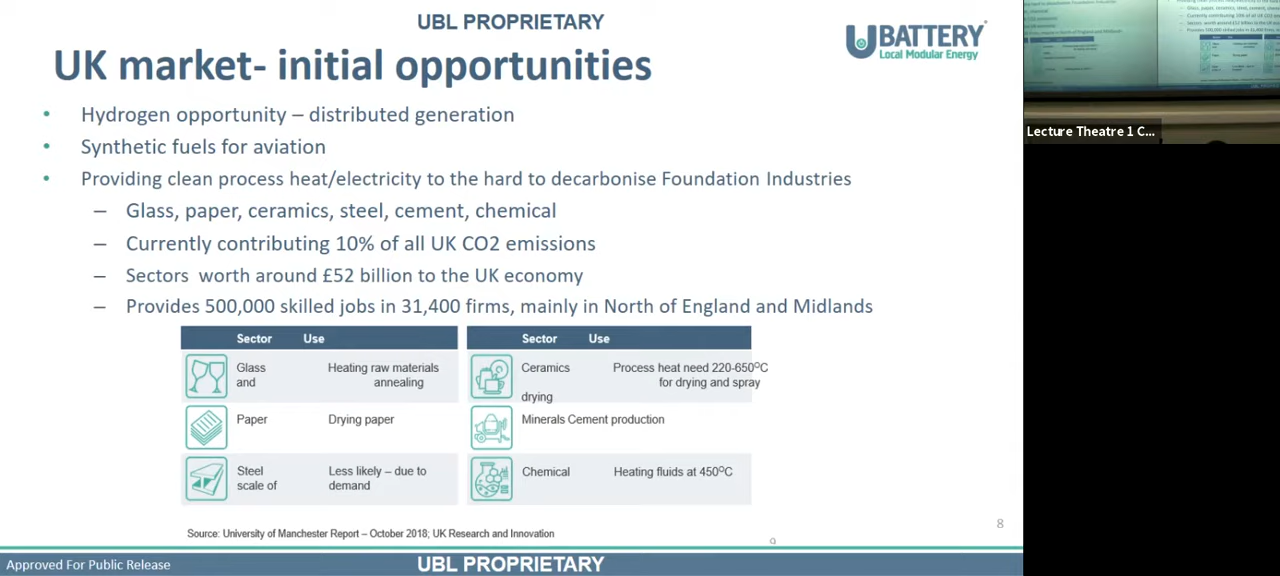 UBL PROPRIETARY
UBATTERY
Local Modular Energy
UK market- initial opportunities
• Hydrogen opportunity – distributed generation
• Synthetic fuels for aviation
• Providing clean process heat/electricity to the hard to decarbonise Foundation Industries
– Glass, paper, ceramics, steel, cement, chemical
– Currently contributing 10% of all UK CO2 emissions
– Sectors worth around £52 billion to the UK economy
– Provides 500,000 skilled jobs in 31,400 firms, mainly in North of England and Midlands
Sector Use
Glass Heating raw materials
and annealing
Paper Drying paper
Steel Less likely – due to
scale of demand
Sector Use
Ceramics Process heat need 220-650°C
for drying and spray
drying
Minerals Cement production
Chemical Heating fluids at 450°C
Source: University of Manchester Report – October 2018; UK Research and Innovation
8
9
Approved For Public Release
UBL PROPRIETARY
Lecture Theatre 1 C...